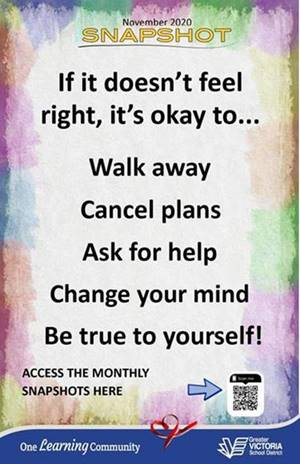 November 2020
SNAPSHOT
If it doesn't feel
right, it's okay to...
Walk away
Cancel plans
Ask for help
Change your mind
Be true to yourself!
ACCESS THE MONTHLY
SNAPSHOTS HERE
One Learning Community
Greater
VICTORIA
School District